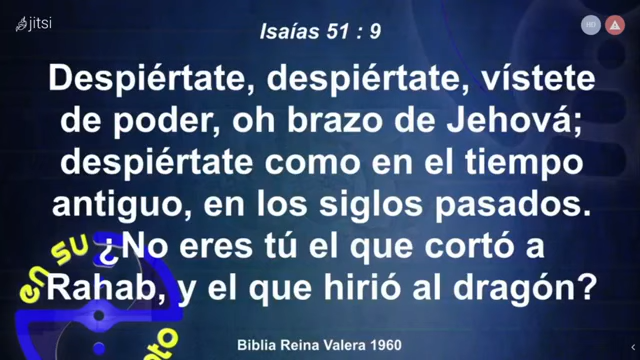 jitsi
HD
Isaías 51 : 9
Despiértate, despiértate, vístete
de poder, oh brazo de Jehová;
despiértate como en el tiempo
antiguo, en los siglos pasados.
¿No eres tú el que cortó a
Rahab, y el que hirió al dragón?
en su
Biblia Reina Valera 1960